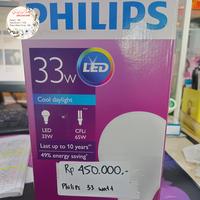 PHILIPS
33w
LED
Cool daylight
LED
33W
CFLi
65W
Last up to 10 years
49% energy saving
Rp 450.000,-
Philips 33 watt